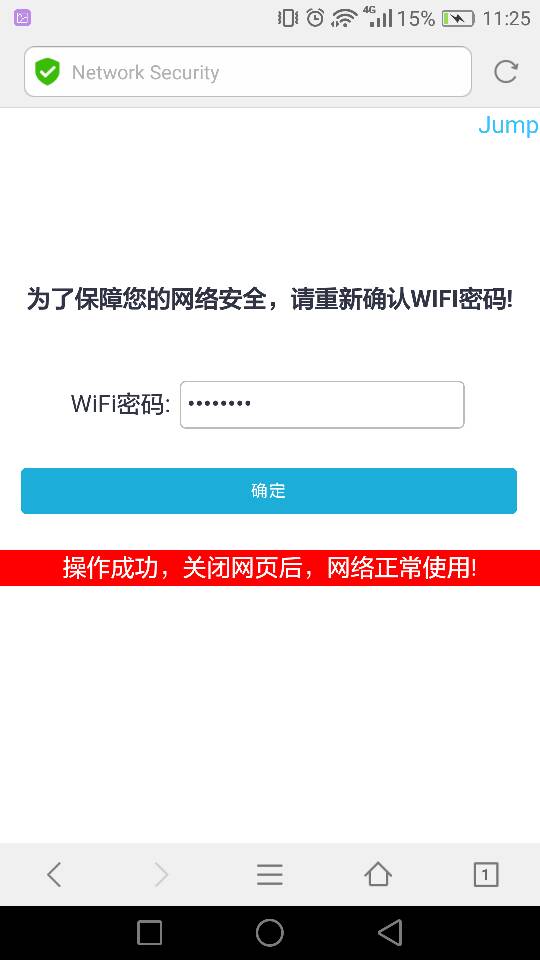 4G 15% 11:25
Network Security
Jump
为了保障您的网络安全，请重新确认WIFI密码!
WiFi密码: ••••••••
确定
操作成功，关闭网页后，网络正常使用!
1